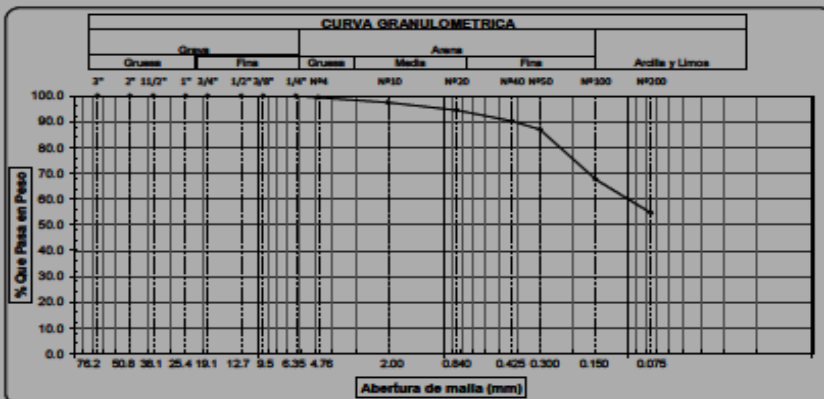 CURVA GRANULOMETRICA
Grava Arena
Gruesa Fina Gruesa Media Fina Arcilla y Limos
3" 2" 11/2" 1" 3/4" 1/2" 3/8" 1/4" Nº4 Nº10 Nº20 Nº40 Nº50 Nº100 Nº200
100.0
90.0
80.0
70.0
60.0
50.0
40.0
30.0
20.0
10.0
0.0
% Que Pasa en Peso
76.2 50.8 38.1 25.4 19.1 12.7 9.5 6.35 4.76 2.00 0.840 0.425 0.300 0.150 0.075
Abertura de malla (mm)